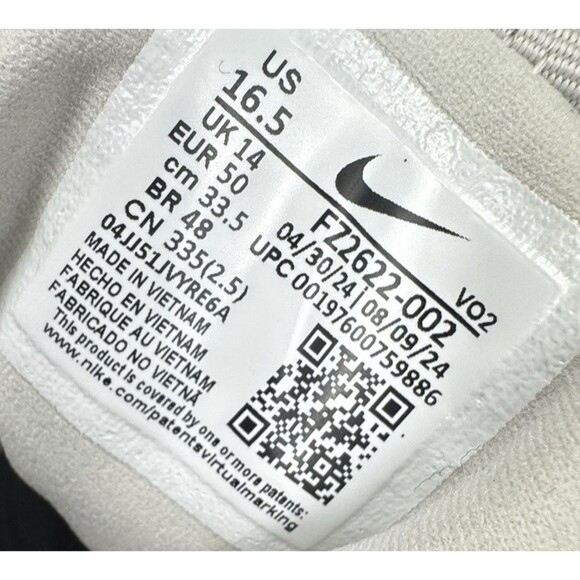 US
16.5
UK 14
EUR 50
cm 33.5
BR 48
CN 335(2.5)
04JJ51JVYRE6A
MADE IN VIETNAM
HECHO EN VIETNAM
FABRIQUE AU VIETNAM
FABRICADO NO VIETNÃ
This product is covered by one or more patents:
www.nike.com/patentsvirtualmarking
FZ2622-002 VO2
04/30/24|08/09/24
UPC 00197600759886